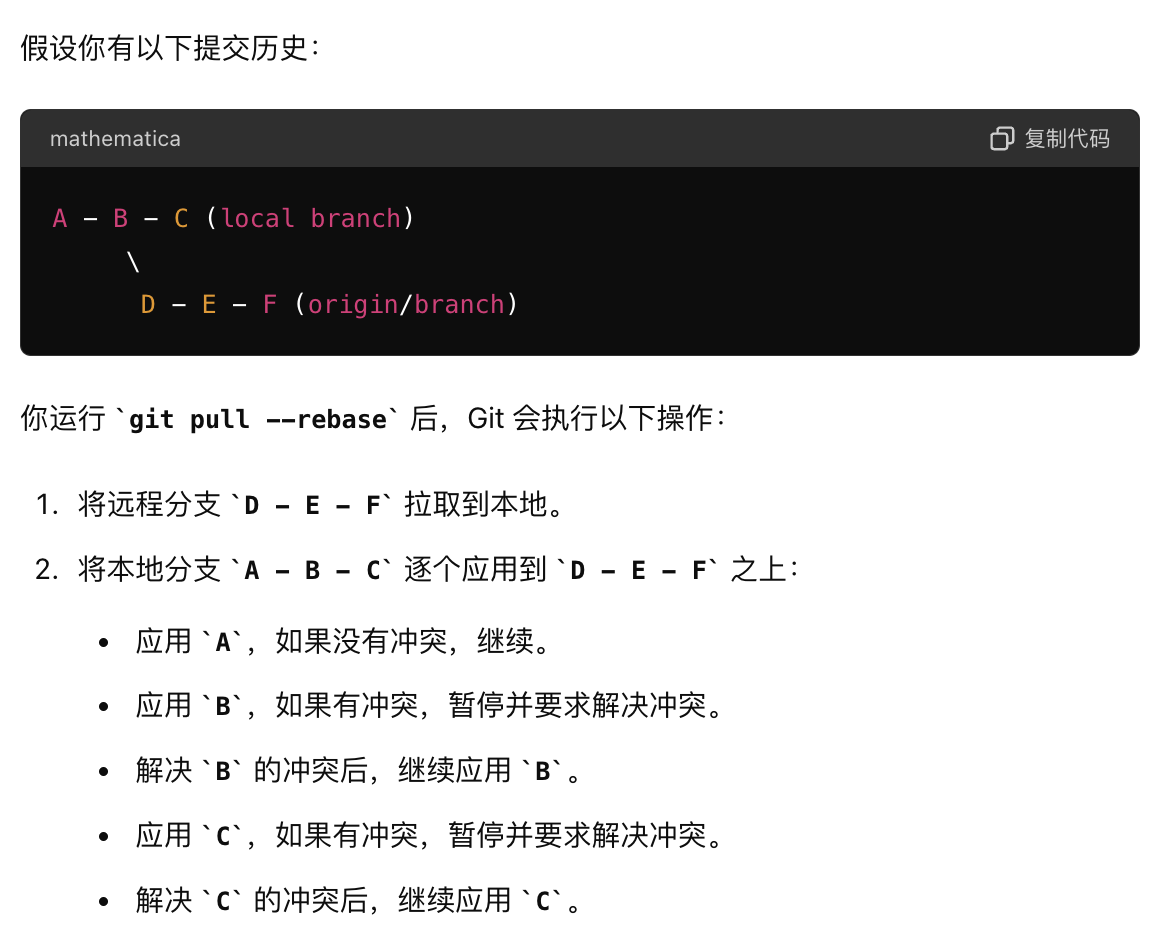 假设你有以下提交历史：
mathematica
复制代码
A - B - C (local branch)
     \
      D - E - F (origin/branch)
你运行 `git pull --rebase` 后，Git 会执行以下操作：
1. 将远程分支 `D - E - F` 拉取到本地。
2. 将本地分支 `A - B - C` 逐个应用到 `D - E - F` 之上：
• 应用 `A`，如果没有冲突，继续。
• 应用 `B`，如果有冲突，暂停并要求解决冲突。
• 解决 `B` 的冲突后，继续应用 `B`。
• 应用 `C`，如果有冲突，暂停并要求解决冲突。
• 解决 `C` 的冲突后，继续应用 `C`。